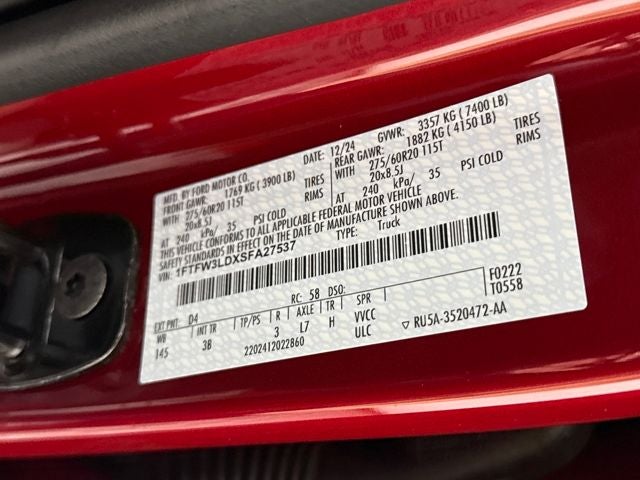 MFD. BY FORD MOTOR CO.
DATE: 12/24 GVWR: 3357 KG ( 7400 LB)
FRONT GAWR: 1769 KG ( 3900 LB) REAR GAWR: 1882 KG ( 4150 LB)
WITH 275/60R20 115T TIRES WITH 275/60R20 115T TIRES
20x8.5J RIMS 20x8.5J RIMS
AT 240 kPa/ 35 PSI COLD AT 240 kPa/ 35 PSI COLD
THIS VEHICLE CONFORMS TO ALL APPLICABLE FEDERAL MOTOR VEHICLE
SAFETY STANDARDS IN EFFECT ON THE DATE OF MANUFACTURE SHOWN ABOVE.
VIN: 1FTFW3LDXSFA27537 TYPE: Truck
F0222
T0558
EXT PNT: D4 RC: 58 DSO:
WB INT TR TP/PS R AXLE TR SPR
145 3B 3 L7 H VVCC
2202412022860 ULC
▽ RU5A-3520472-AA